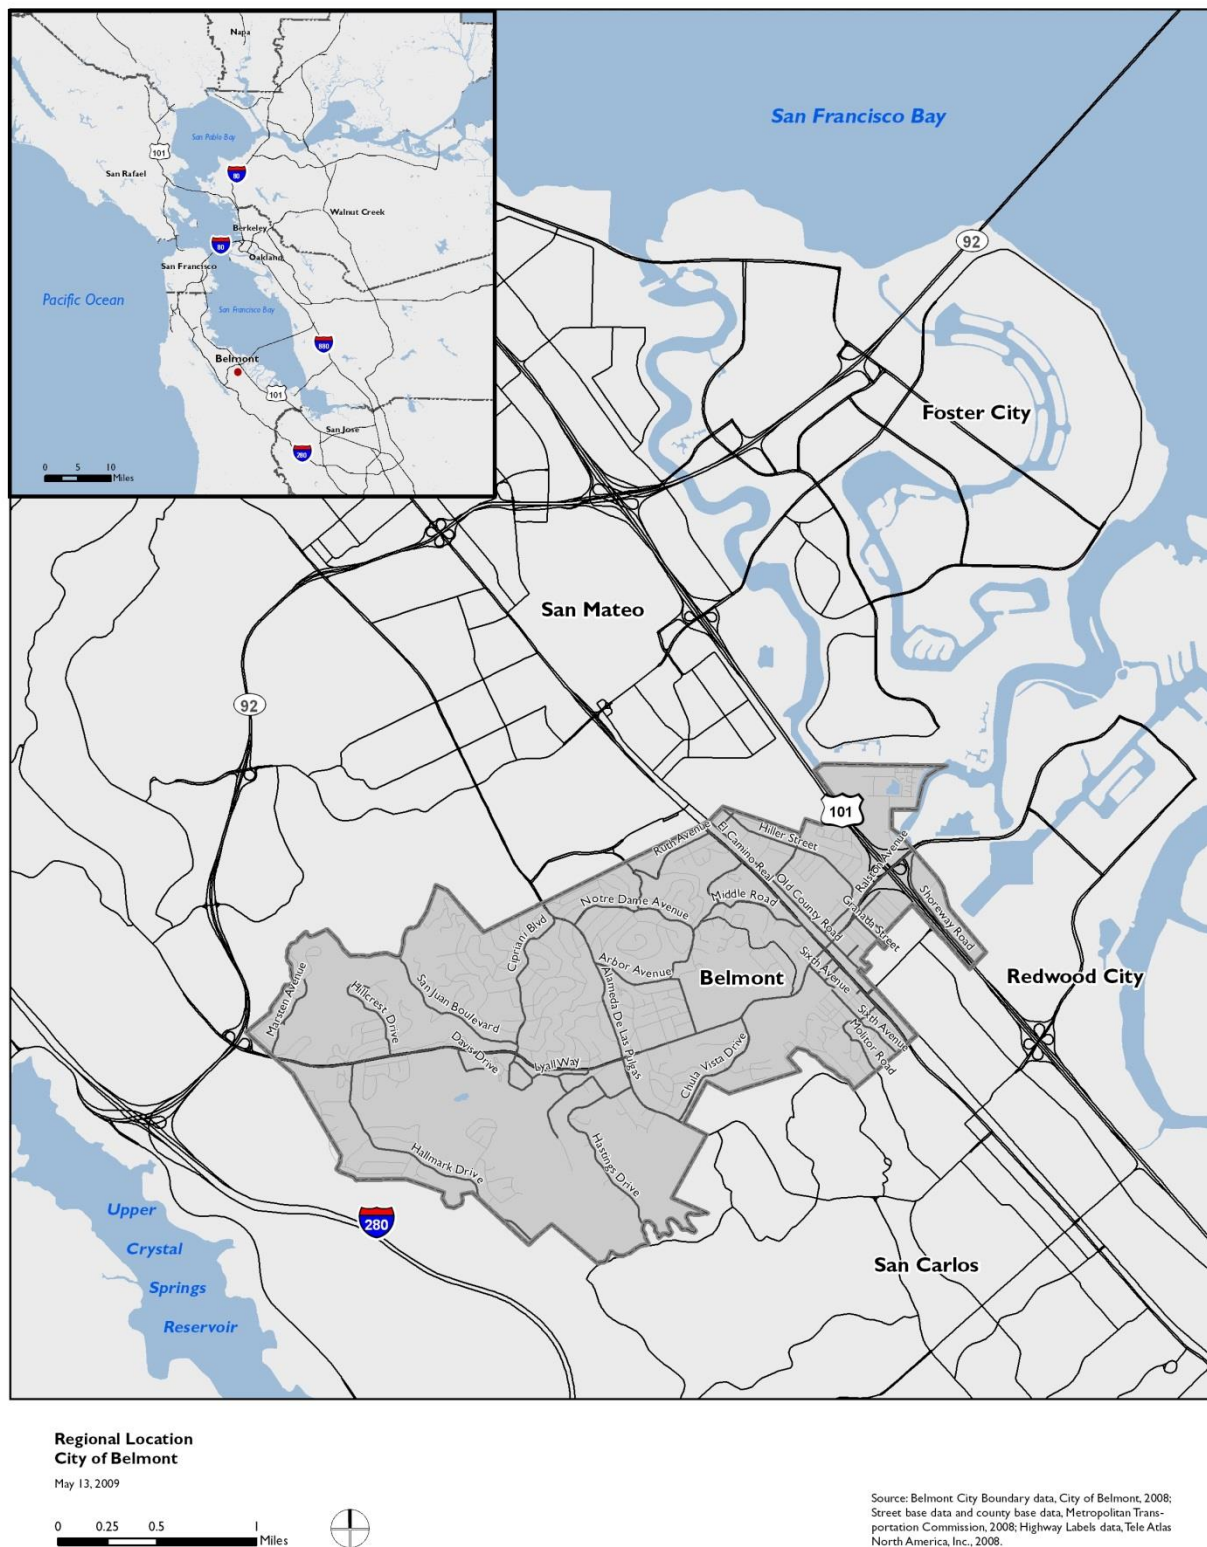 Napa
San Pablo Bay
101
San Rafael
80
Walnut Creek
Berkeley
80
Oakland
San Francisco
Pacific Ocean
San Francisco Bay
880
Belmont
101
San Jose
280
0 5 10
Miles
San Francisco Bay
92
Foster City
San Mateo
92
101
Ruth Avenue
El Camino Real
Hiller Street
Ralston Avenue
Old County Road
Granada Street
Shoreway Road
Middle Road
Notre Dame Avenue
Cipriani Blvd
Arbor Avenue
Alameda De Las Pulgas
Belmont
Sixth Avenue
Sixth Avenue
Molitor Road
Redwood City
Marsten Avenue
Hillcrest Drive
San Juan Boulevard
Davis Drive
Lyall Way
Chula Vista Drive
Hallmark Drive
Hastings Drive
280
Upper
Crystal
Springs
Reservoir
San Carlos
Regional Location
City of Belmont
May 13, 2009
0 0.25 0.5 1
Miles
Source: Belmont City Boundary data, City of Belmont, 2008;
Street base data and county base data, Metropolitan Trans-
portation Commission, 2008; Highway Labels data, Tele Atlas
North America, Inc., 2008.